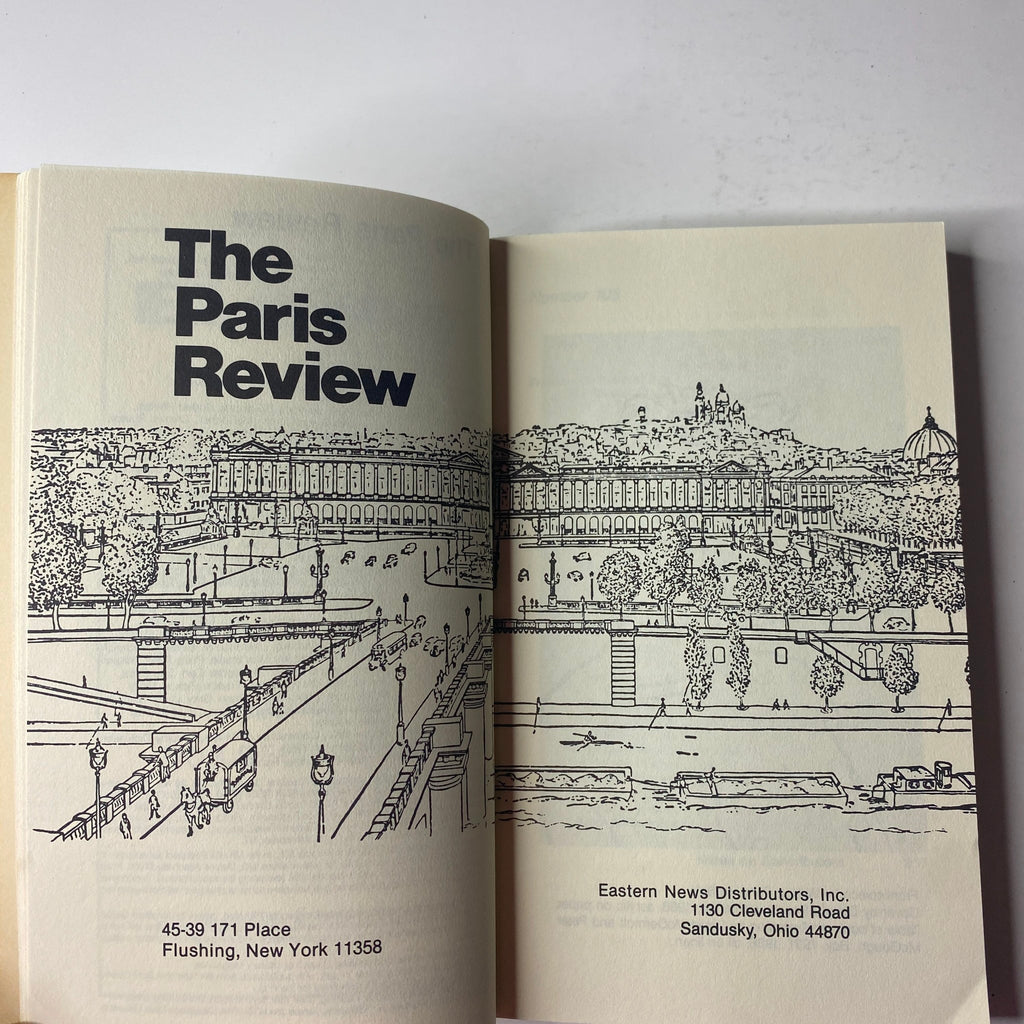 The
Paris
Review
45-39 171 Place
Flushing, New York 11358
Eastern News Distributors, Inc.
1130 Cleveland Road
Sandusky, Ohio 44870